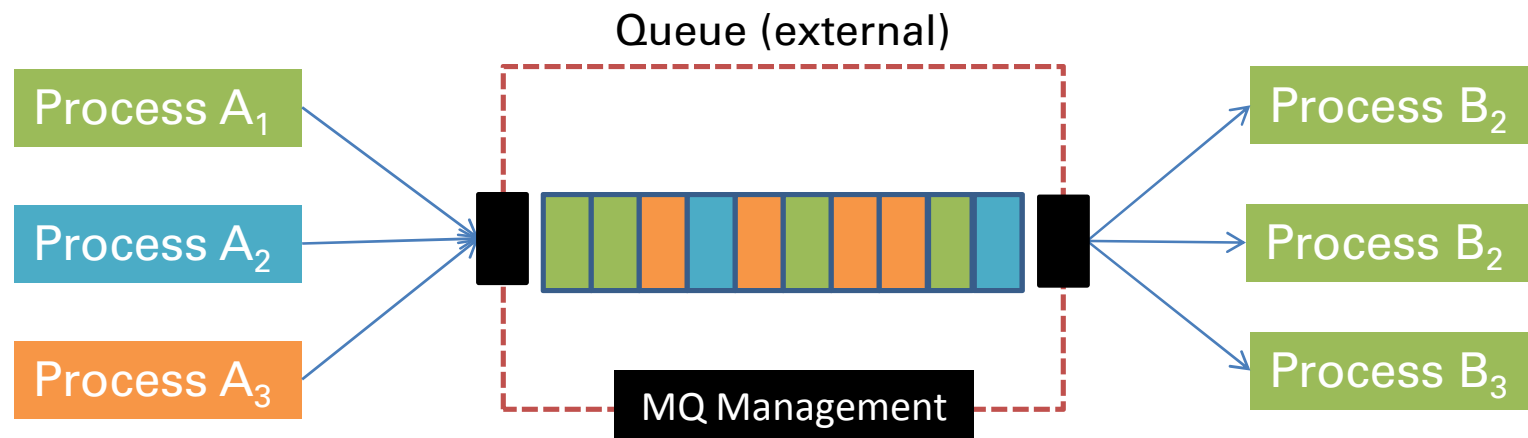 Queue (external)
Process A₁
Process A₂
Process A₃
MQ Management
Process B₂
Process B₂
Process B₃